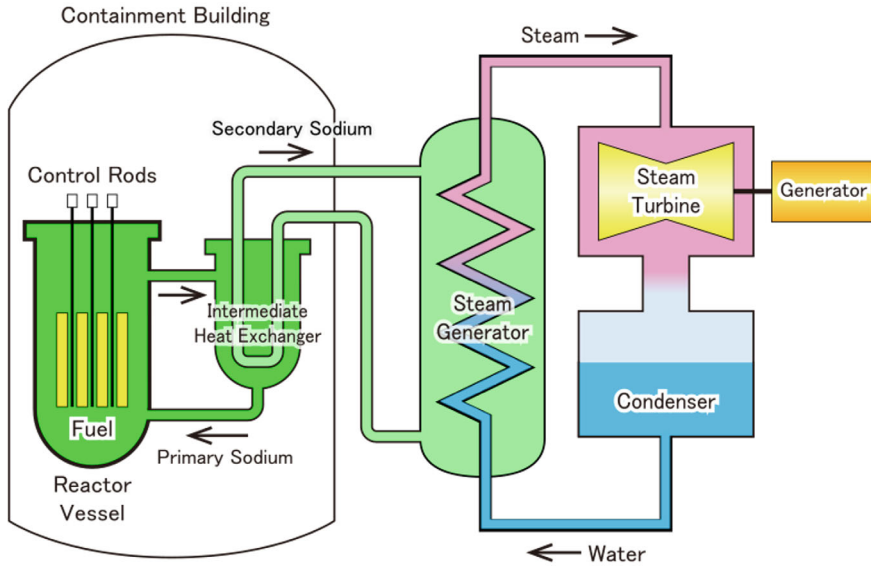 Containment Building
Steam
Secondary Sodium
Control Rods
Steam
Turbine
Generator
Intermediate
Heat Exchanger
Steam
Generator
Condenser
Fuel
Primary Sodium
Reactor
Vessel
Water